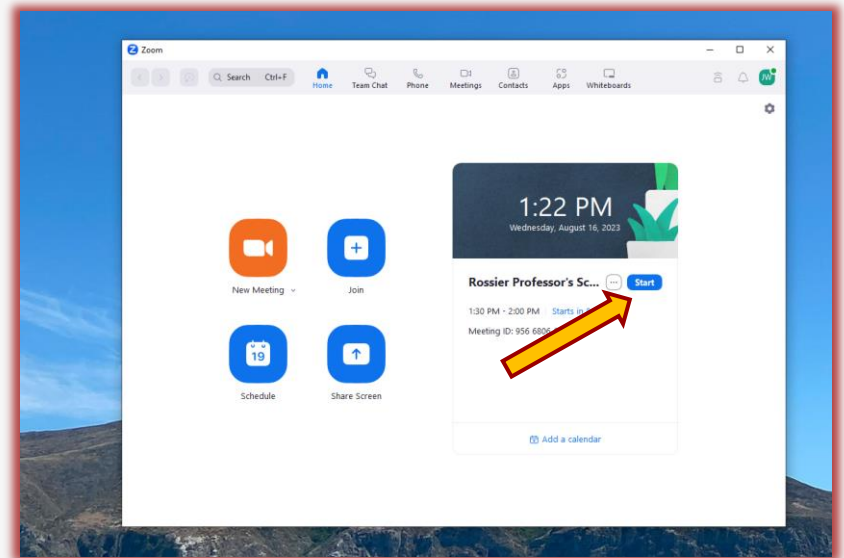 Zoom
Search Ctrl+F
Home
Team Chat
Phone
Meetings
Contacts
Apps
Whiteboards
JW
1:22 PM
Wednesday, August 16, 2023
New Meeting
Join
Rossier Professor's Sc...
Start
1:30 PM - 2:00 PM
Starts in
Meeting ID: 956 6806
19
Schedule
Share Screen
Add a calendar